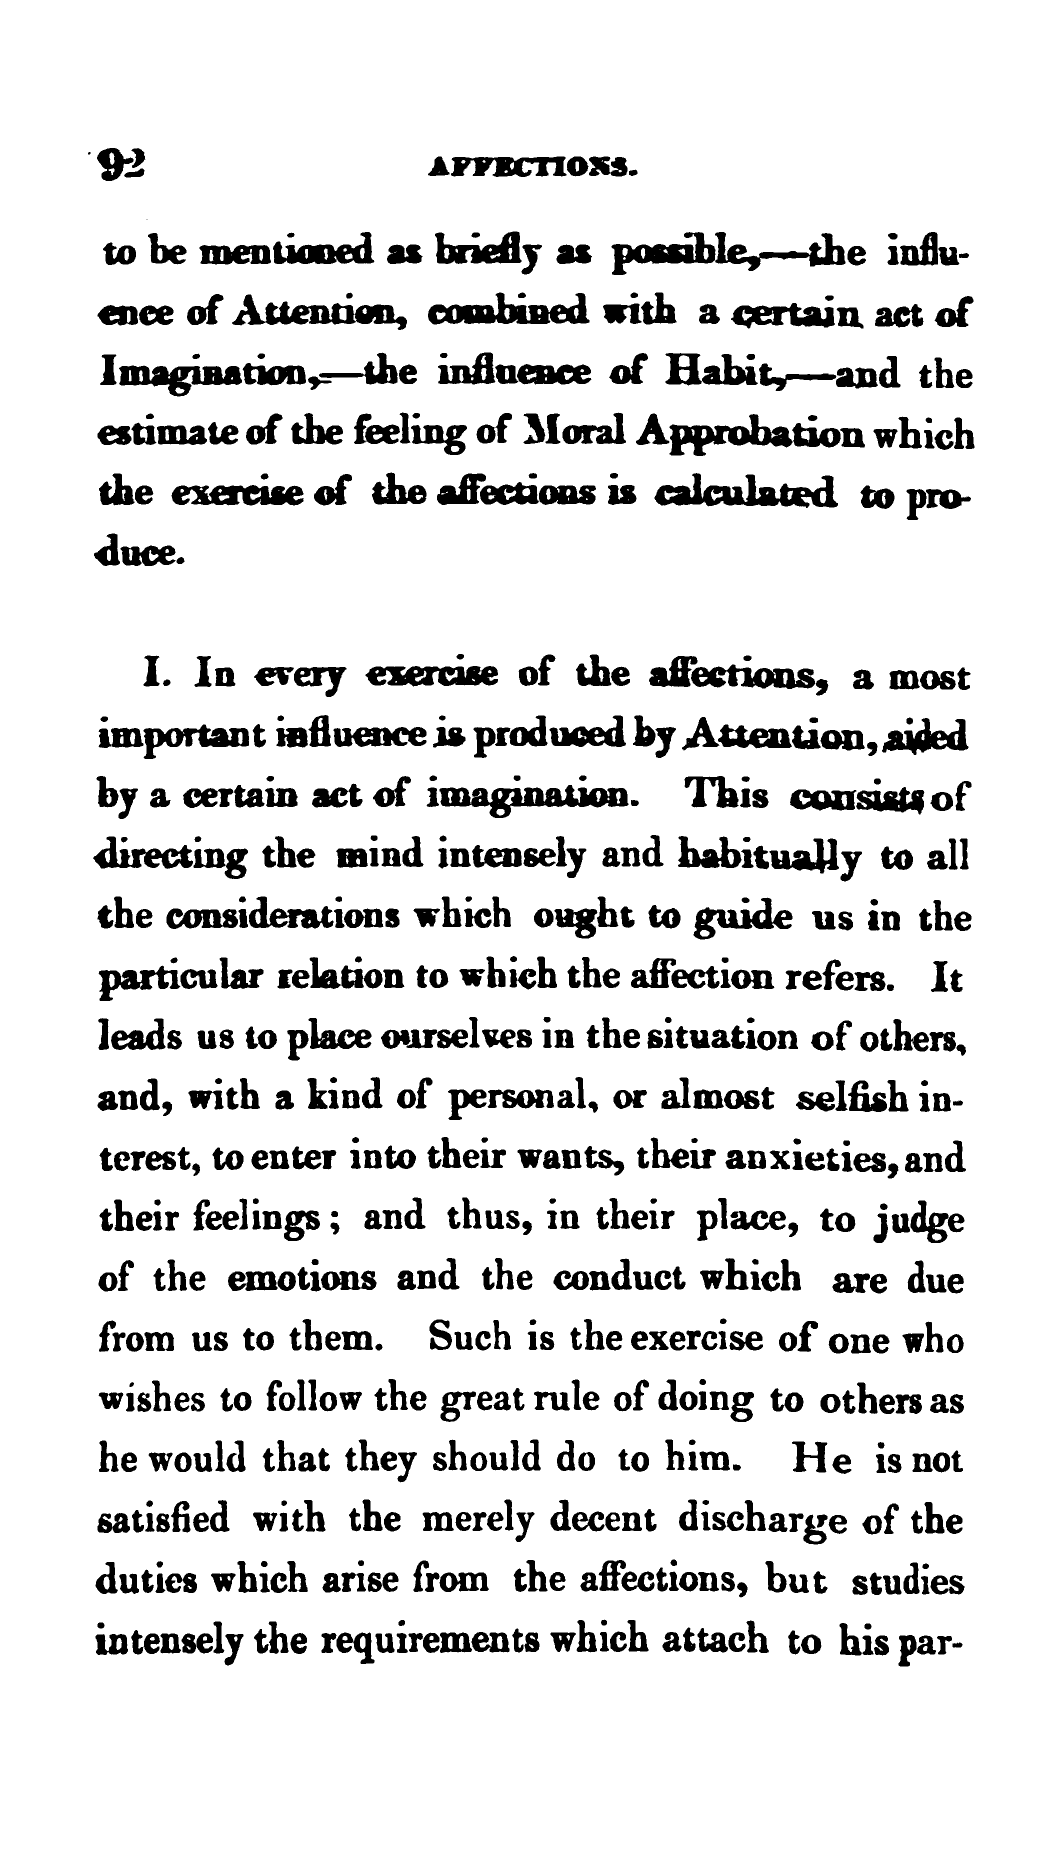 92 AFFECTIONS.
to be mentioned as briefly as possible,—the influ-
ence of Attention, combined with a certain act of
Imagination,—the influence of Habit,—and the
estimate of the feeling of Moral Approbation which
the exercise of the affections is calculated to pro-
duce.
I. In every exercise of the affections, a most
important influence is produced by Attention, aided
by a certain act of imagination. This consists of
directing the mind intensely and habitually to all
the considerations which ought to guide us in the
particular relation to which the affection refers. It
leads us to place ourselves in the situation of others,
and, with a kind of personal, or almost selfish in-
terest, to enter into their wants, their anxieties, and
their feelings; and thus, in their place, to judge
of the emotions and the conduct which are due
from us to them. Such is the exercise of one who
wishes to follow the great rule of doing to others as
he would that they should do to him. He is not
satisfied with the merely decent discharge of the
duties which arise from the affections, but studies
intensely the requirements which attach to his par-